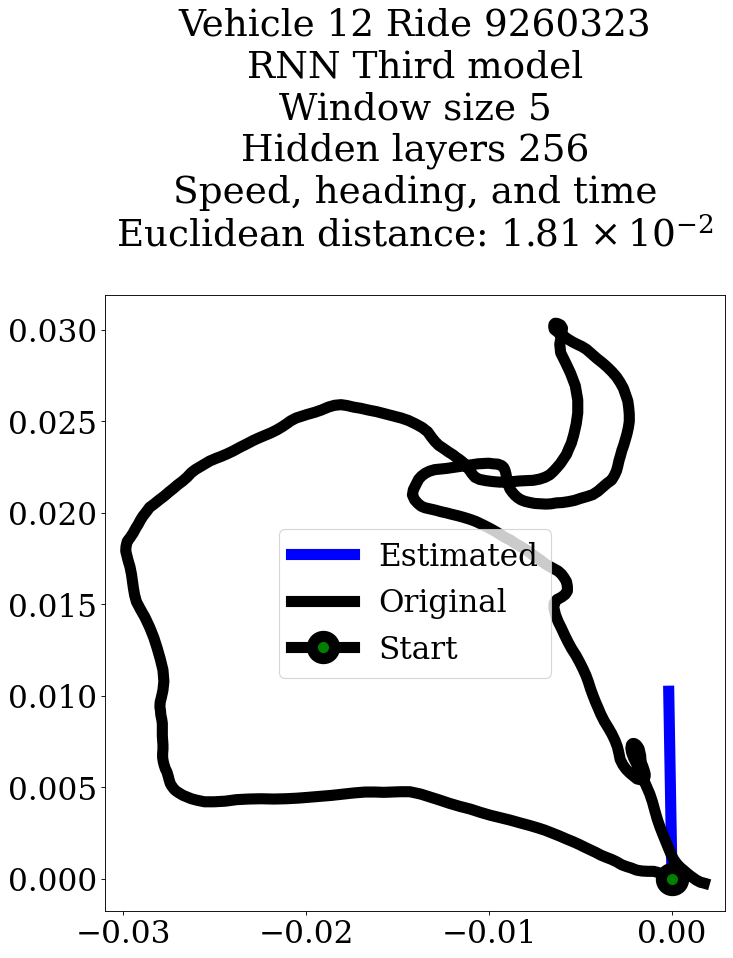 Vehicle 12 Ride 9260323
RNN Third model
Window size 5
Hidden layers 256
Speed, heading, and time
Euclidean distance: 1.81 × 10⁻²
0.030
0.025
0.020
0.015
0.010
0.005
0.000
Estimated
Original
Start
−0.03 −0.02 −0.01 0.00